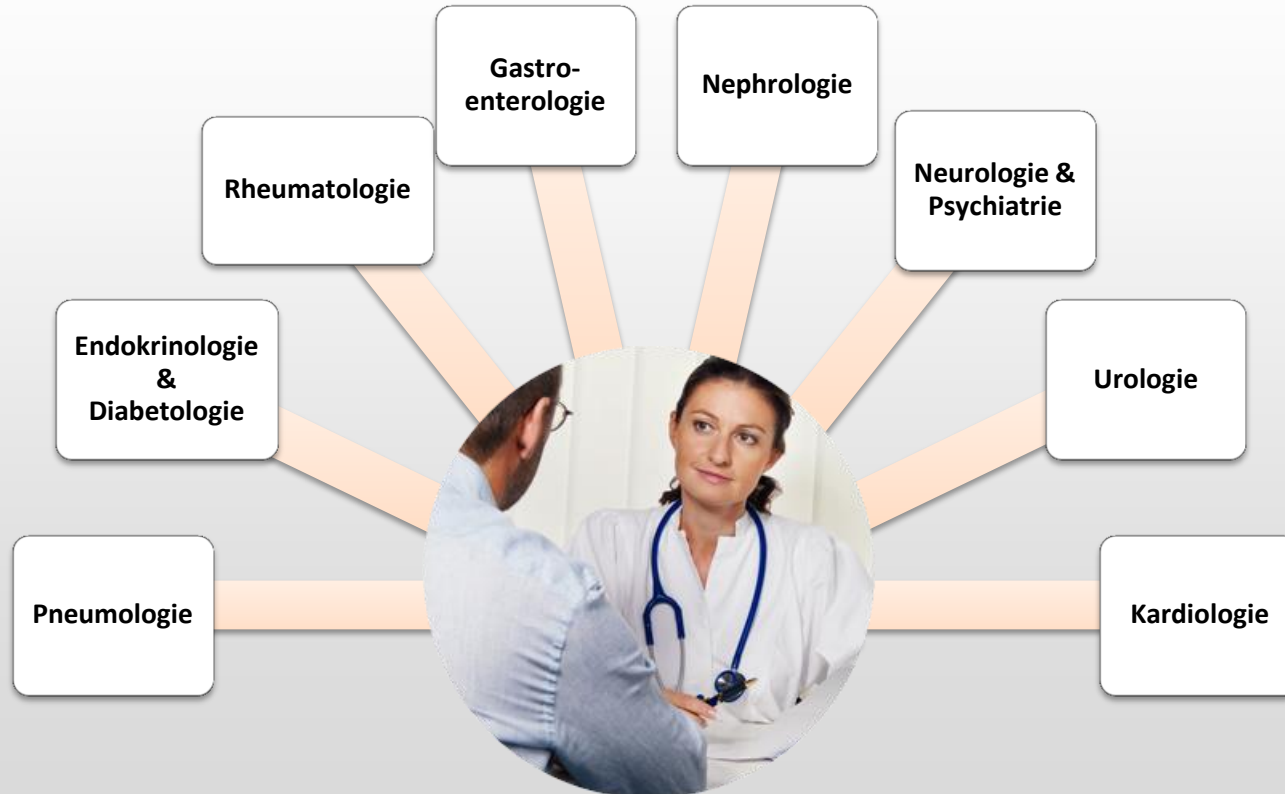 Gastro-
enterologie
Nephrologie
Rheumatologie
Neurologie &
Psychiatrie
Endokrinologie
&
Diabetologie
Urologie
Pneumologie
Kardiologie